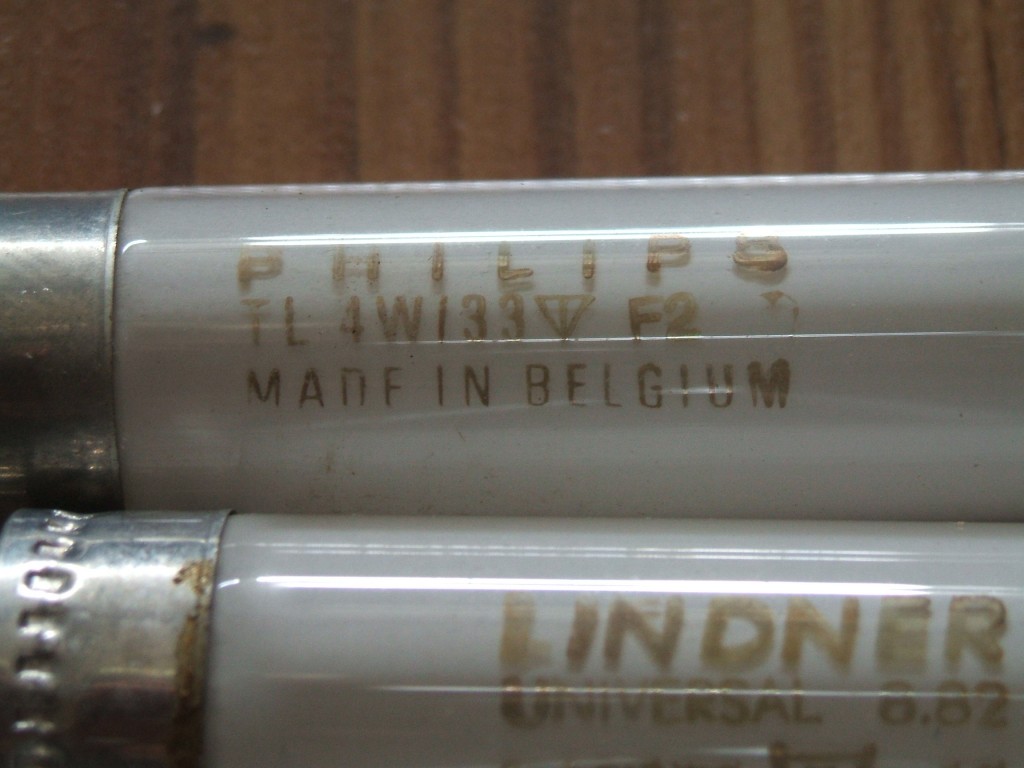 PHILIPS
TL 4W/33 F2
MADE IN BELGIUM
LINDNER
UNIVERSAL 8.82